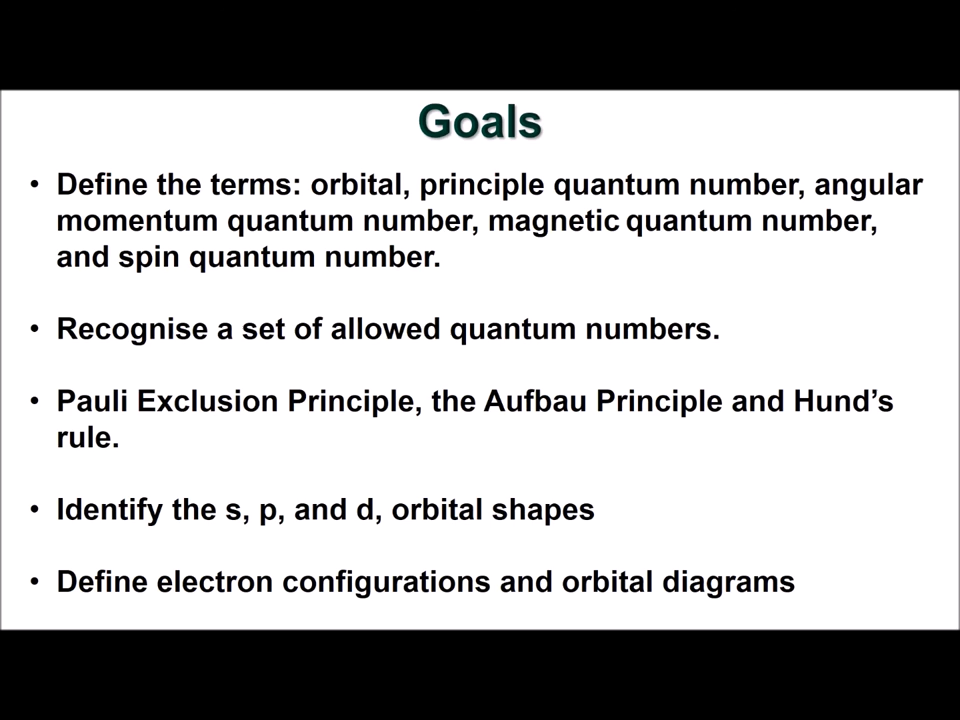 Goals
• Define the terms: orbital, principle quantum number, angular
momentum quantum number, magnetic quantum number,
and spin quantum number.
• Recognise a set of allowed quantum numbers.
• Pauli Exclusion Principle, the Aufbau Principle and Hund’s
rule.
• Identify the s, p, and d, orbital shapes
• Define electron configurations and orbital diagrams